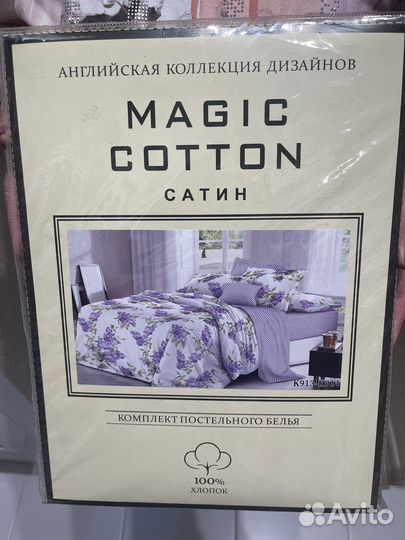 АНГЛИЙСКАЯ КОЛЛЕКЦИЯ ДИЗАЙНОВ
MAGIC
COTTON
САТИН
КОМПЛЕКТ ПОСТЕЛЬНОГО БЕЛЬЯ
100%
ХЛОПОК
Avito